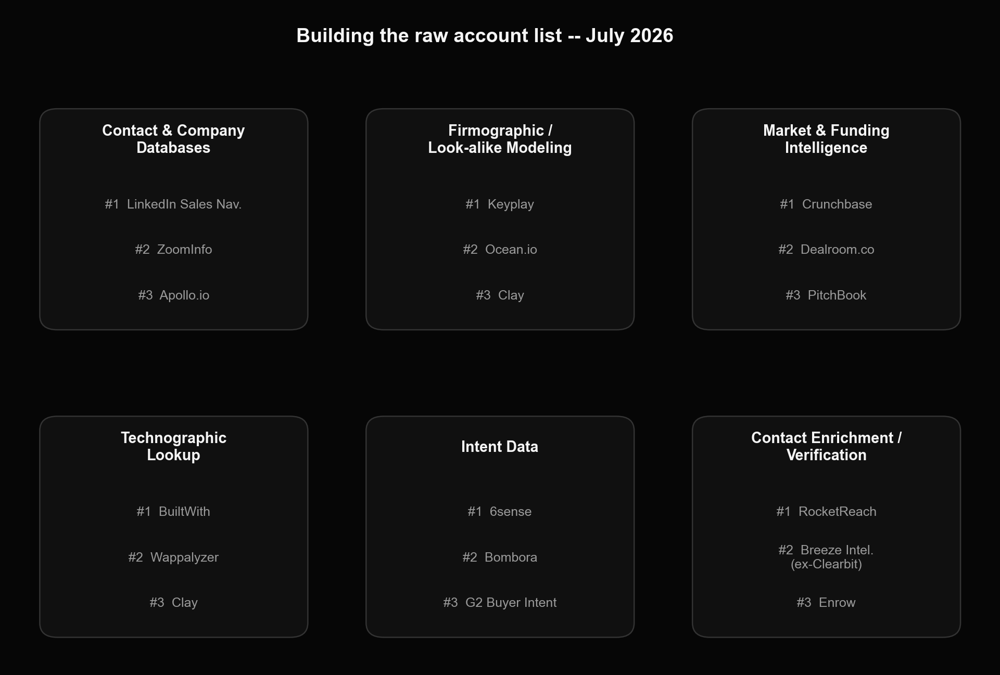 Building the raw account list -- July 2026
Contact & Company
Databases
#1 LinkedIn Sales Nav.
#2 ZoomInfo
#3 Apollo.io
Firmographic /
Look-alike Modeling
#1 Keyplay
#2 Ocean.io
#3 Clay
Market & Funding
Intelligence
#1 Crunchbase
#2 Dealroom.co
#3 PitchBook
Technographic
Lookup
#1 BuiltWith
#2 Wappalyzer
#3 Clay
Intent Data
#1 6sense
#2 Bombora
#3 G2 Buyer Intent
Contact Enrichment /
Verification
#1 RocketReach
#2 Breeze Intel.
(ex-Clearbit)
#3 Enrow